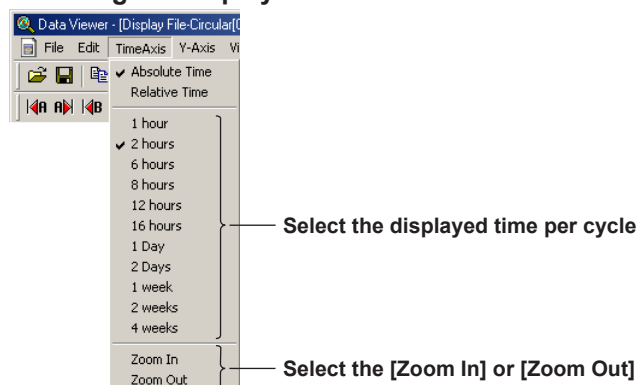 Data Viewer - [Display File-Circular[
File Edit TimeAxis Y-Axis
A A B
Absolute Time
Relative Time
1 hour
2 hours
6 hours
8 hours
12 hours
16 hours
Select the displayed time per cycle
1 Day
2 Days
1 week
2 weeks
4 weeks
Zoom In
Select the [Zoom In] or [Zoom Out]
Zoom Out